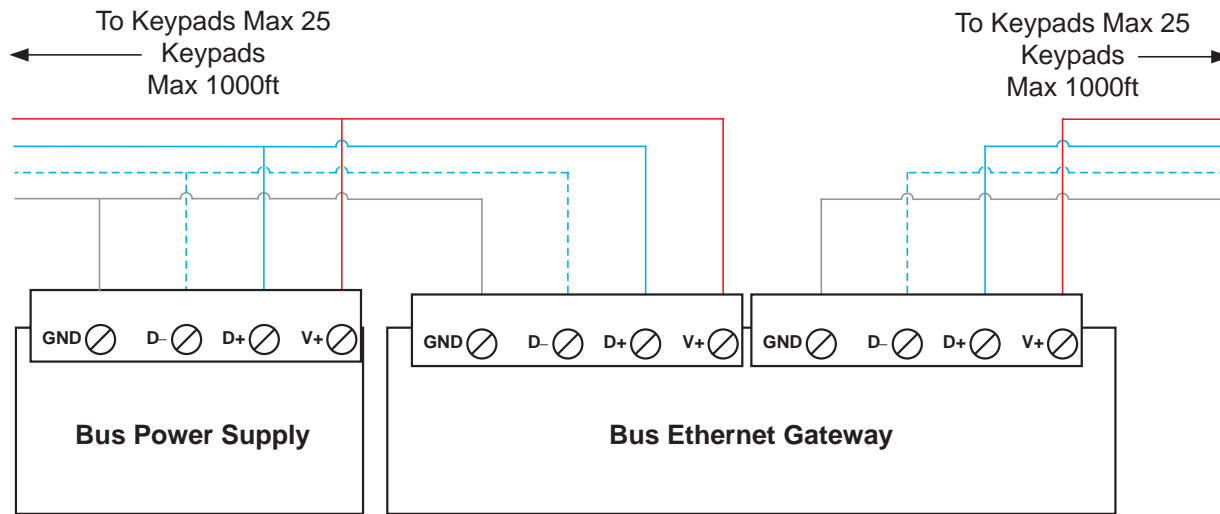 To Keypads Max 25
Keypads
Max 1000ft
To Keypads Max 25
Keypads
Max 1000ft
GND D– D+ V+
GND D– D+ V+
GND D– D+ V+
Bus Power Supply
Bus Ethernet Gateway